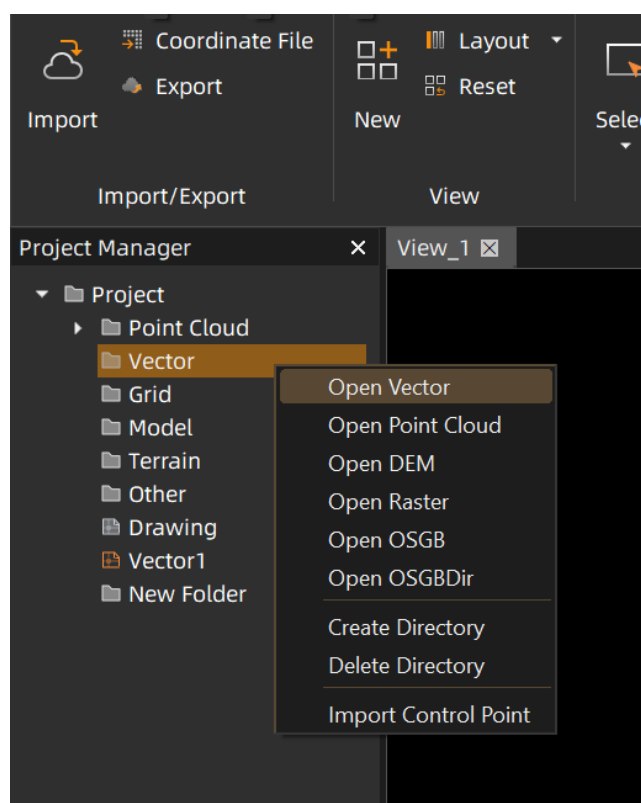 Coordinate File
Layout
Export
Reset
Import
New
Import/Export
View
Project Manager
View_1
Project
Point Cloud
Vector
Grid
Model
Terrain
Other
Drawing
Vector1
New Folder
Open Vector
Open Point Cloud
Open DEM
Open Raster
Open OSGB
Open OSGBDir
Create Directory
Delete Directory
Import Control Point